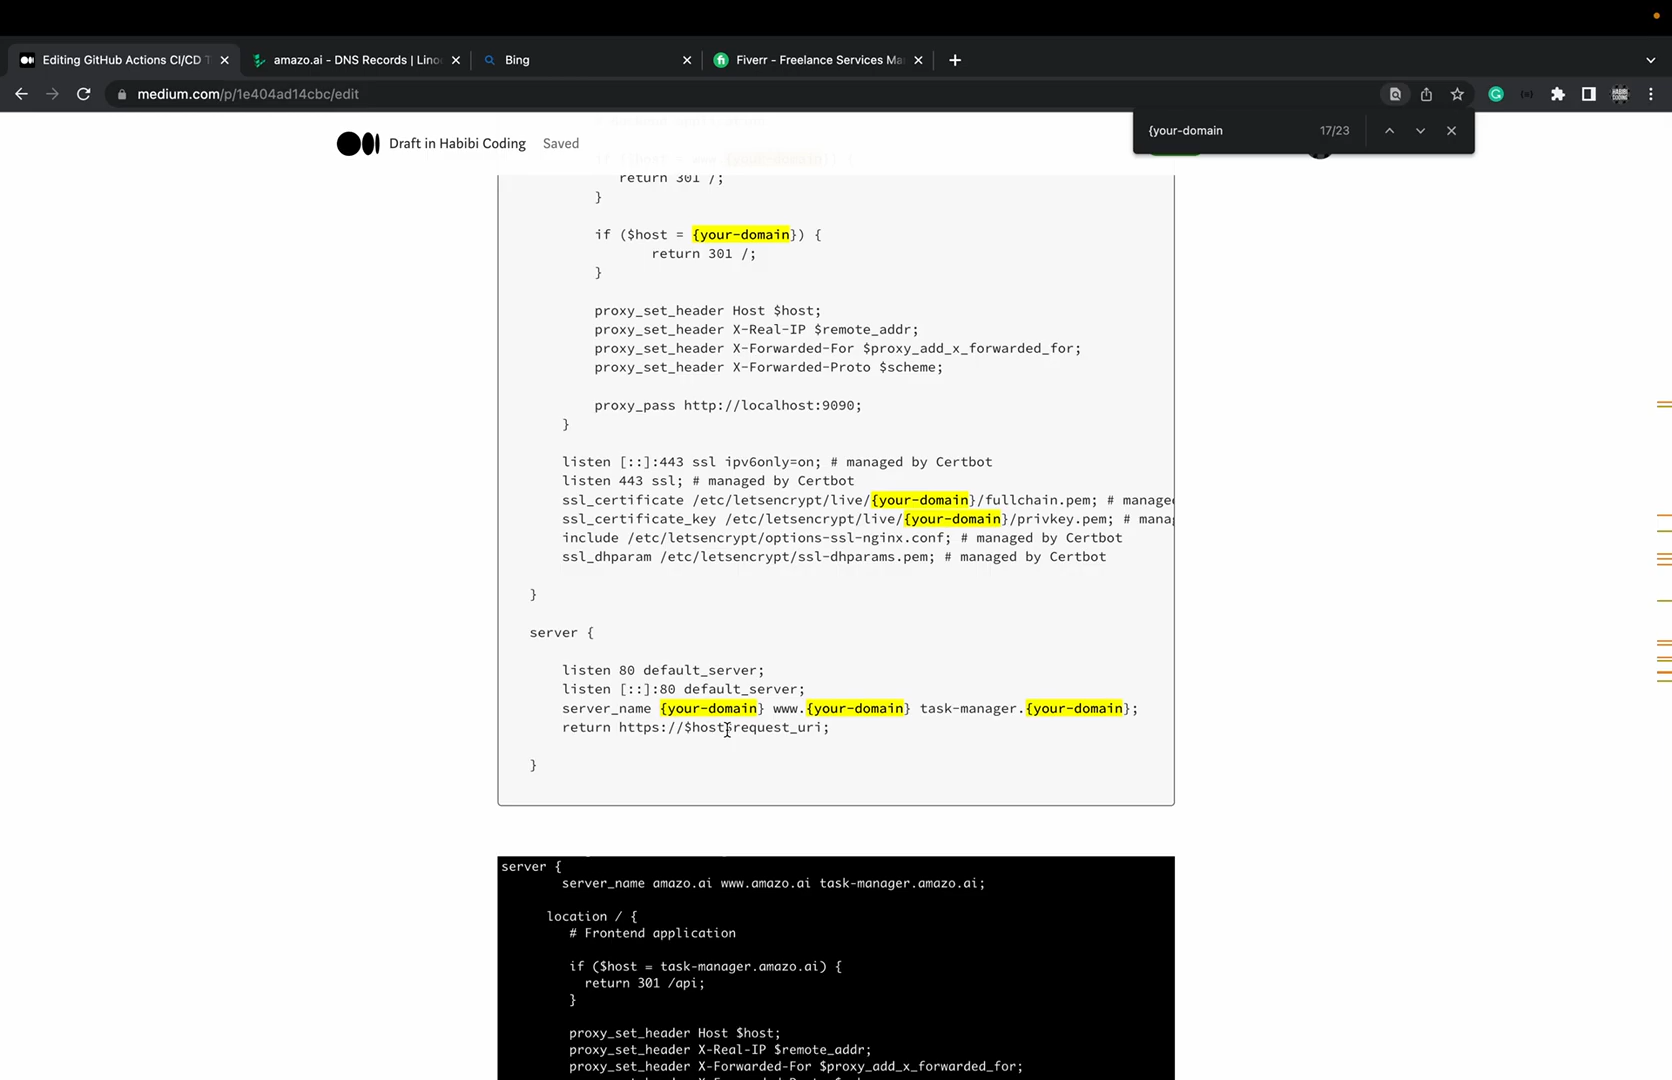 Editing GitHub Actions CI/CD T
amazo.ai - DNS Records | Lino
Bing
Fiverr - Freelance Services Ma
medium.com/p/1e404ad14cbc/edit
{your-domain 17/23
Draft in Habibi Coding Saved
return 301 /;
}
if ($host = {your-domain}) {
return 301 /;
}
proxy_set_header Host $host;
proxy_set_header X-Real-IP $remote_addr;
proxy_set_header X-Forwarded-For $proxy_add_x_forwarded_for;
proxy_set_header X-Forwarded-Proto $scheme;
proxy_pass http://localhost:9090;
}
listen [::]:443 ssl ipv6only=on; # managed by Certbot
listen 443 ssl; # managed by Certbot
ssl_certificate /etc/letsencrypt/live/{your-domain}/fullchain.pem; # managed
ssl_certificate_key /etc/letsencrypt/live/{your-domain}/privkey.pem; # mana
include /etc/letsencrypt/options-ssl-nginx.conf; # managed by Certbot
ssl_dhparam /etc/letsencrypt/ssl-dhparams.pem; # managed by Certbot
}
server {
listen 80 default_server;
listen [::]:80 default_server;
server_name {your-domain} www.{your-domain} task-manager.{your-domain};
return https://$host$request_uri;
}
server {
server_name amazo.ai www.amazo.ai task-manager.amazo.ai;
location / {
# Frontend application
if ($host = task-manager.amazo.ai) {
return 301 /api;
}
proxy_set_header Host $host;
proxy_set_header X-Real-IP $remote_addr;
proxy_set_header X-Forwarded-For $proxy_add_x_forwarded_for;